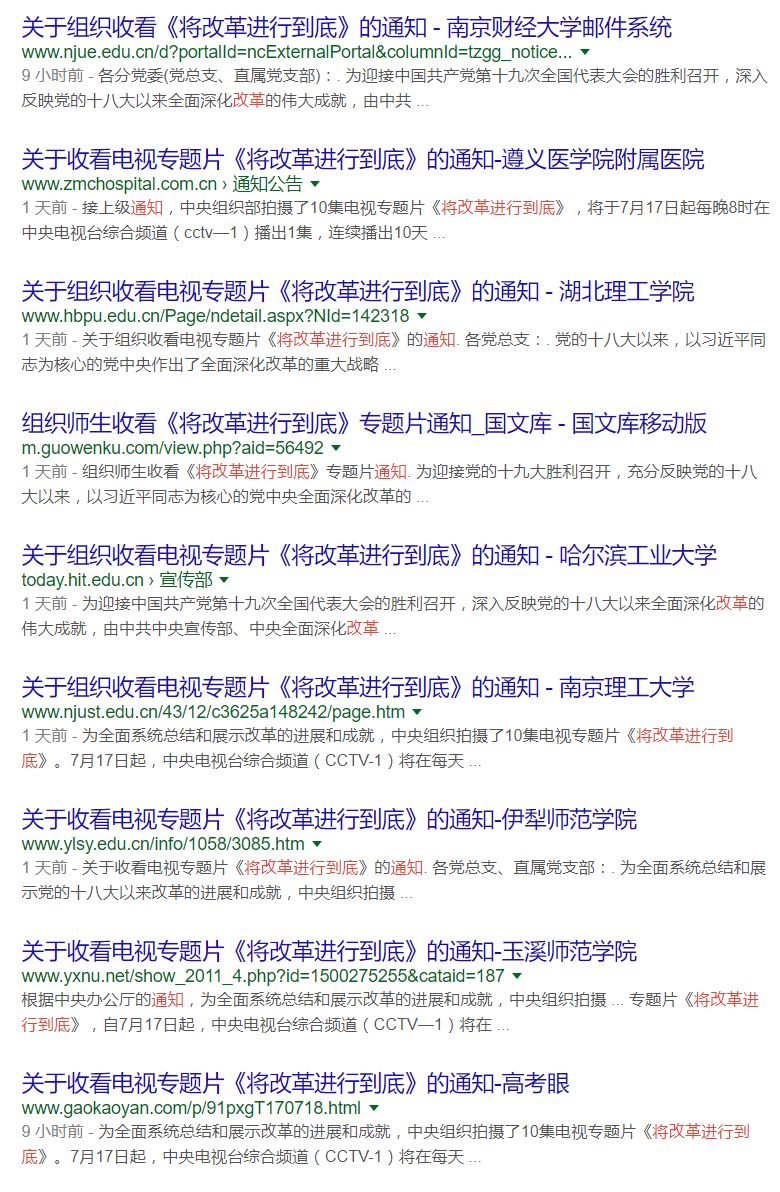 关于组织收看《将改革进行到底》的通知 - 南京财经大学邮件系统
www.njue.edu.cn/d?portalId=ncExternalPortal&columnId=tzgg_notice...
9 小时前 - 各分党委(党总支、直属党支部)：. 为迎接中国共产党第十九次全国代表大会的胜利召开，深入
反映党的十八大以来全面深化改革的伟大成就，由中共 ...
关于收看电视专题片《将改革进行到底》的通知-遵义医学院附属医院
www.zmchospital.com.cn › 通知公告
1 天前 - 接上级通知，中央组织部拍摄了10集电视专题片《将改革进行到底》，将于7月17日起每晚8时在
中央电视台综合频道（cctv—1）播出1集，连续播出10天 ...
关于组织收看电视专题片《将改革进行到底》的通知 - 湖北理工学院
www.hbpu.edu.cn/Page/ndetail.aspx?NId=142318
1 天前 - 关于组织收看电视专题片《将改革进行到底》的通知. 各党总支：. 党的十八大以来，以习近平同
志为核心的党中央作出了全面深化改革的重大战略 ...
组织师生收看《将改革进行到底》专题片通知_国文库 - 国文库移动版
m.guowenku.com/view.php?aid=56492
1 天前 - 组织师生收看《将改革进行到底》专题片通知. 为迎接党的十九大胜利召开，充分反映党的十八
大以来，以习近平同志为核心的党中央全面深化改革的 ...
关于组织收看电视专题片《将改革进行到底》的通知 - 哈尔滨工业大学
today.hit.edu.cn › 宣传部
1 天前 - 为迎接中国共产党第十九次全国代表大会的胜利召开，深入反映党的十八大以来全面深化改革的
伟大成就，由中共中央宣传部、中央全面深化改革 ...
关于组织收看电视专题片《将改革进行到底》的通知 - 南京理工大学
www.njust.edu.cn/43/12/c3625a148242/page.htm
1 天前 - 为全面系统总结和展示改革的进展和成就，中央组织拍摄了10集电视专题片《将改革进行到
底》。7月17日起，中央电视台综合频道（CCTV-1）将在每天 ...
关于收看电视专题片《将改革进行到底》的通知-伊犁师范学院
www.ylsy.edu.cn/info/1058/3085.htm
1 天前 - 关于收看电视专题片《将改革进行到底》的通知. 各党总支、直属党支部：. 为全面系统总结和展
示党的十八大以来改革的进展和成就，中央组织拍摄 ...
关于收看电视专题片《将改革进行到底》的通知-玉溪师范学院
www.yxnu.net/show_2011_4.php?id=1500275255&cataid=187
根据中央办公厅的通知，为全面系统总结和展示改革的进展和成就，中央组织拍摄 ... 专题片《将改革进
行到底》，自7月17日起，中央电视台综合频道（CCTV—1）将在 ...
关于收看电视专题片《将改革进行到底》的通知-高考眼
www.gaokaoyan.com/p/91pxgT170718.html
9 小时前 - 为全面系统总结和展示改革的进展和成就，中央组织拍摄了10集电视专题片《将改革进行到
底》。7月17日起，中央电视台综合频道（CCTV-1）将在每天 ...